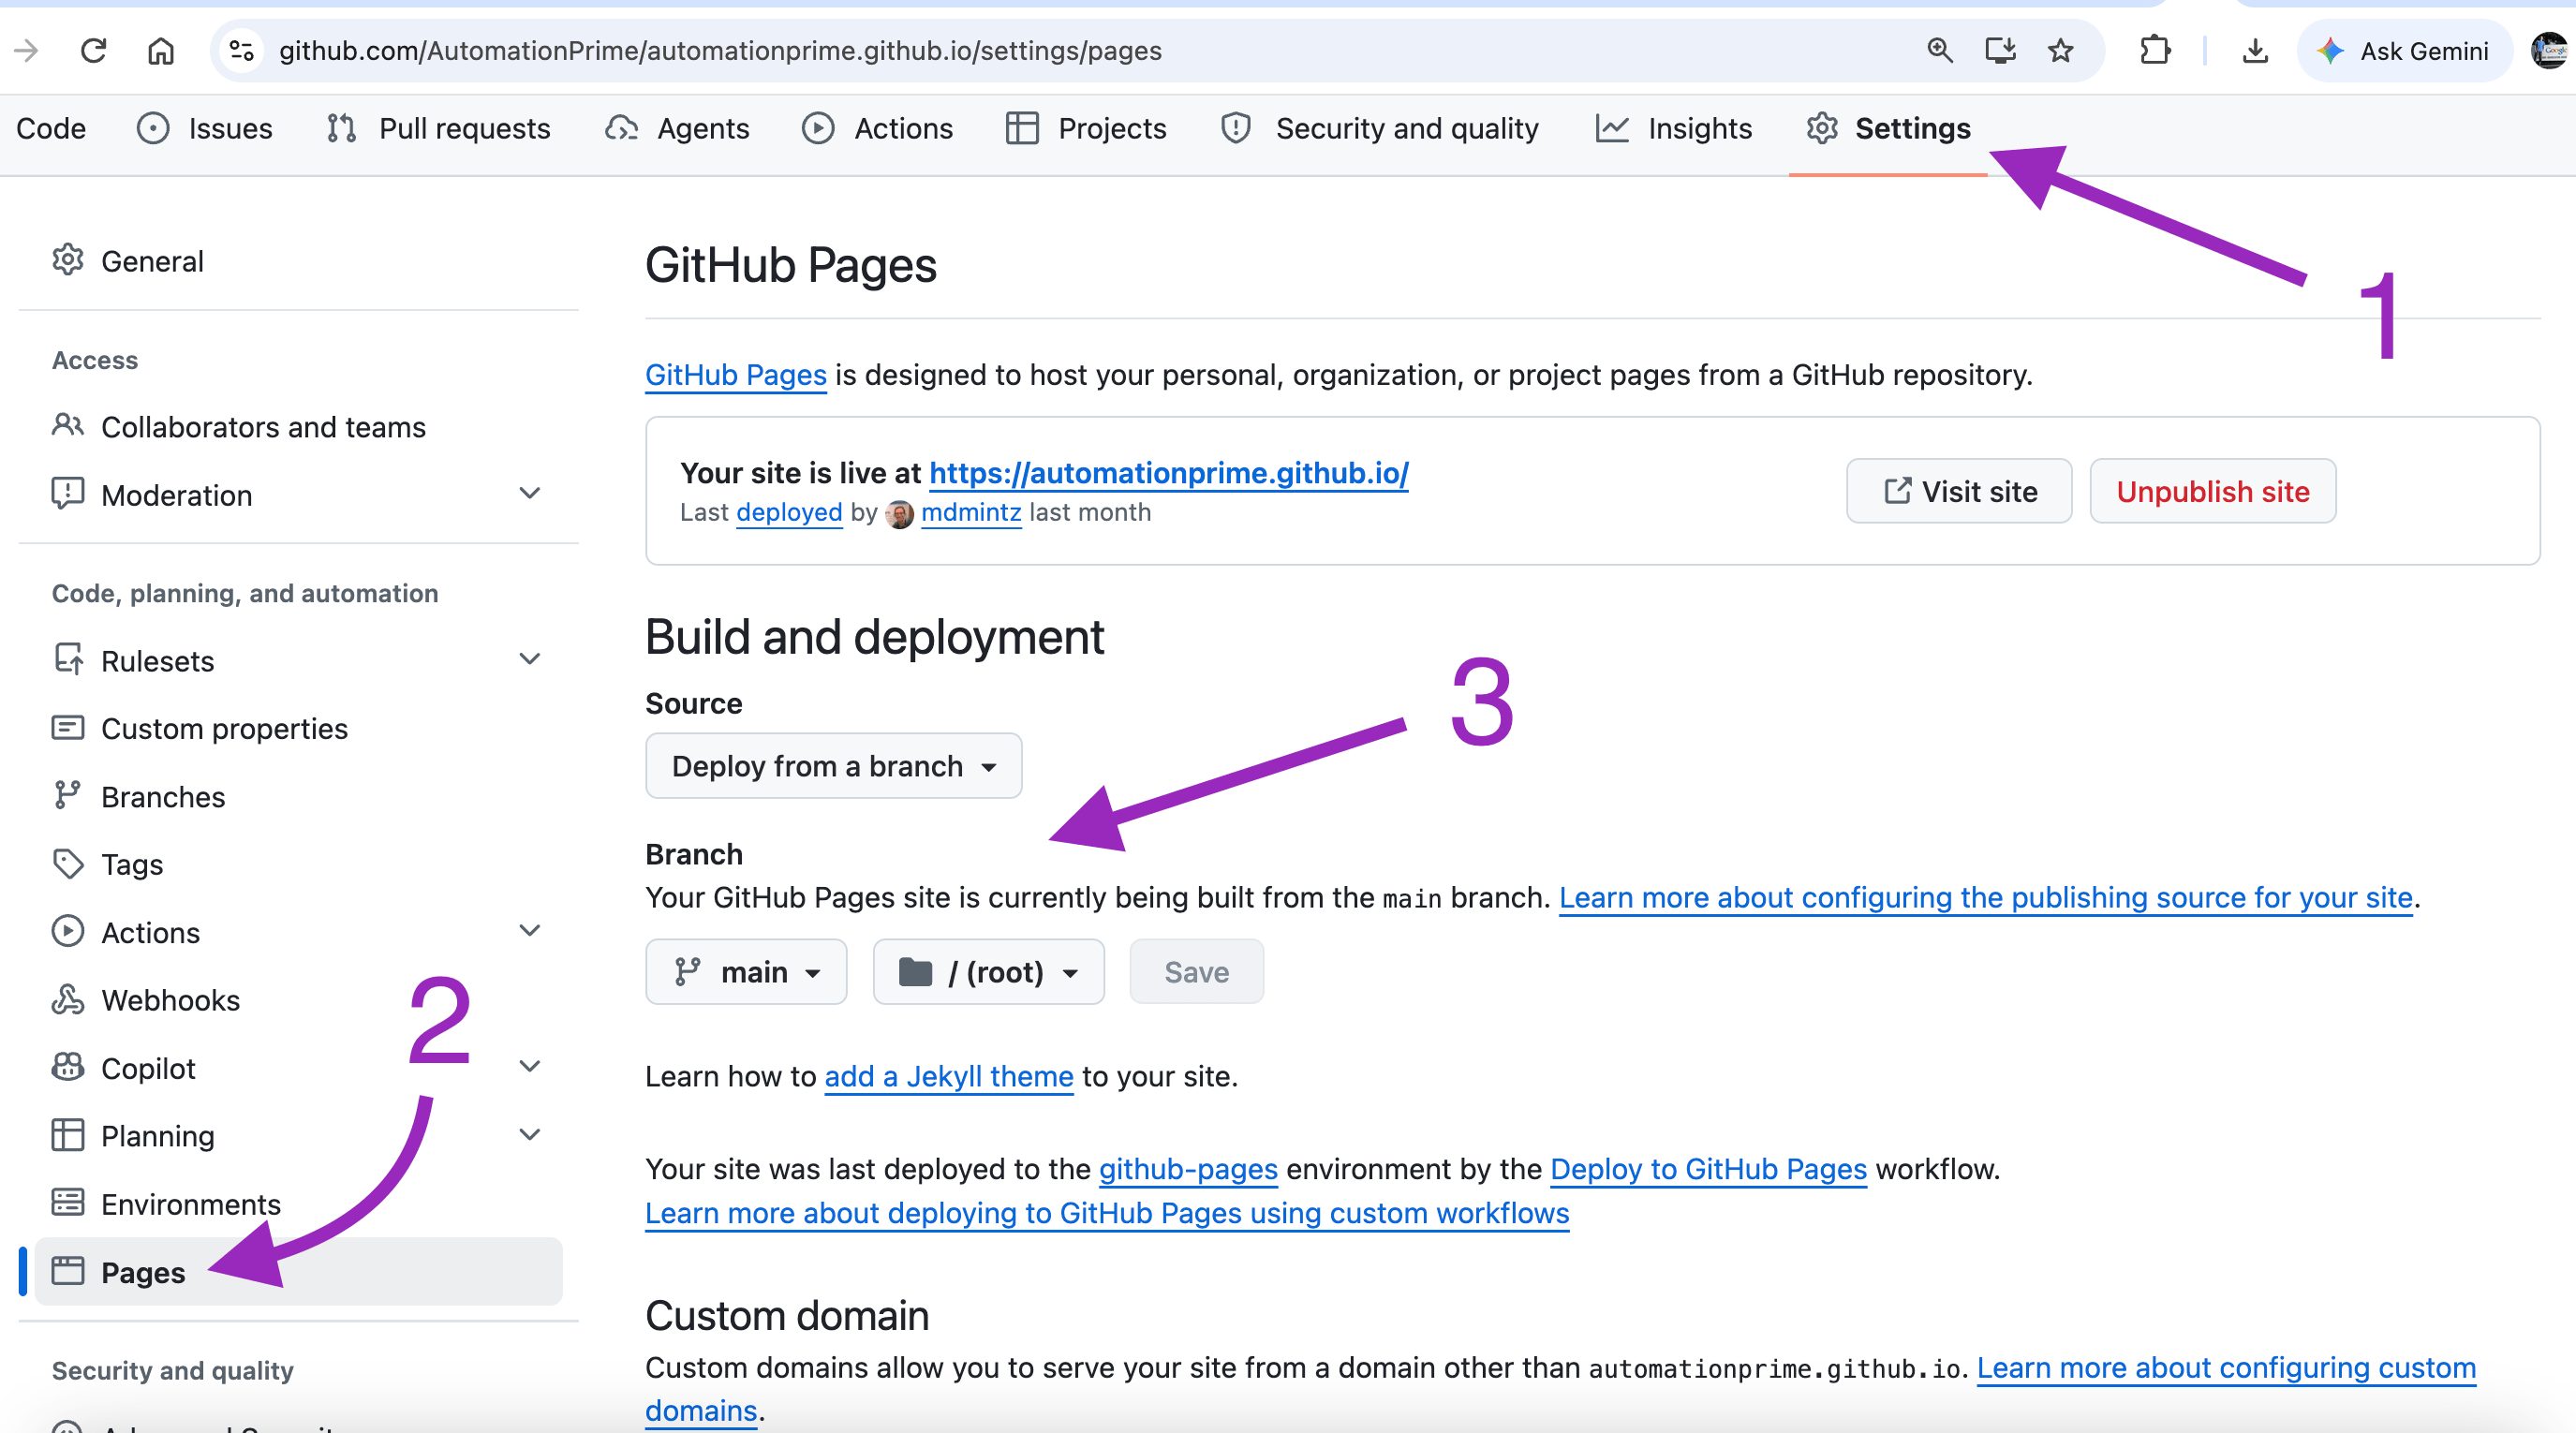 github.com/AutomationPrime/automationprime.github.io/settings/pages
Ask Gemini
Code
Issues
Pull requests
Agents
Actions
Projects
Security and quality
Insights
Settings
1
General
Access
Collaborators and teams
Moderation
Code, planning, and automation
Rulesets
Custom properties
Branches
Tags
Actions
Webhooks
Copilot
Planning
Environments
Pages
Security and quality
2
GitHub Pages
GitHub Pages is designed to host your personal, organization, or project pages from a GitHub repository.
Your site is live at https://automationprime.github.io/
Last deployed by mdmintz last month
Visit site
Unpublish site
Build and deployment
3
Source
Deploy from a branch
Branch
Your GitHub Pages site is currently being built from the main branch. Learn more about configuring the publishing source for your site.
main
/ (root)
Save
Learn how to add a Jekyll theme to your site.
Your site was last deployed to the github-pages environment by the Deploy to GitHub Pages workflow.
Learn more about deploying to GitHub Pages using custom workflows
Custom domain
Custom domains allow you to serve your site from a domain other than automationprime.github.io. Learn more about configuring custom
domains.